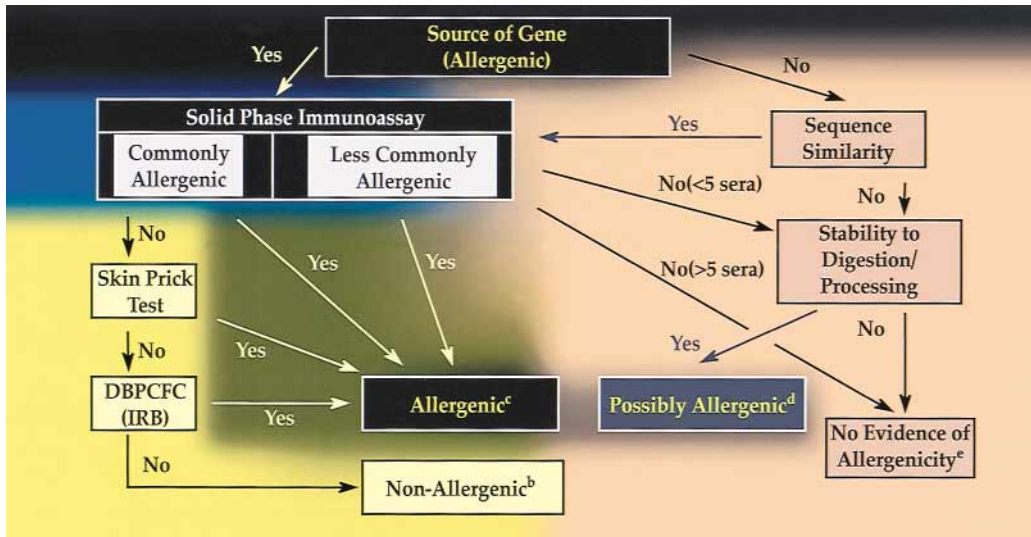 Source of Gene
(Allergenic)
Yes
No
Solid Phase Immunoassay
Commonly
Allergenic
Less Commonly
Allergenic
Yes
Sequence
Similarity
No(<5 sera)
No
No
Yes
Yes
No(>5 sera)
Stability to
Digestion/
Processing
Skin Prick
Test
Yes
No
Yes
No
DBPCFC
(IRB)
Yes
Allergenicᶜ
Possibly Allergenicᵈ
No Evidence of
Allergenicityᵉ
No
Non-Allergenicᵇ